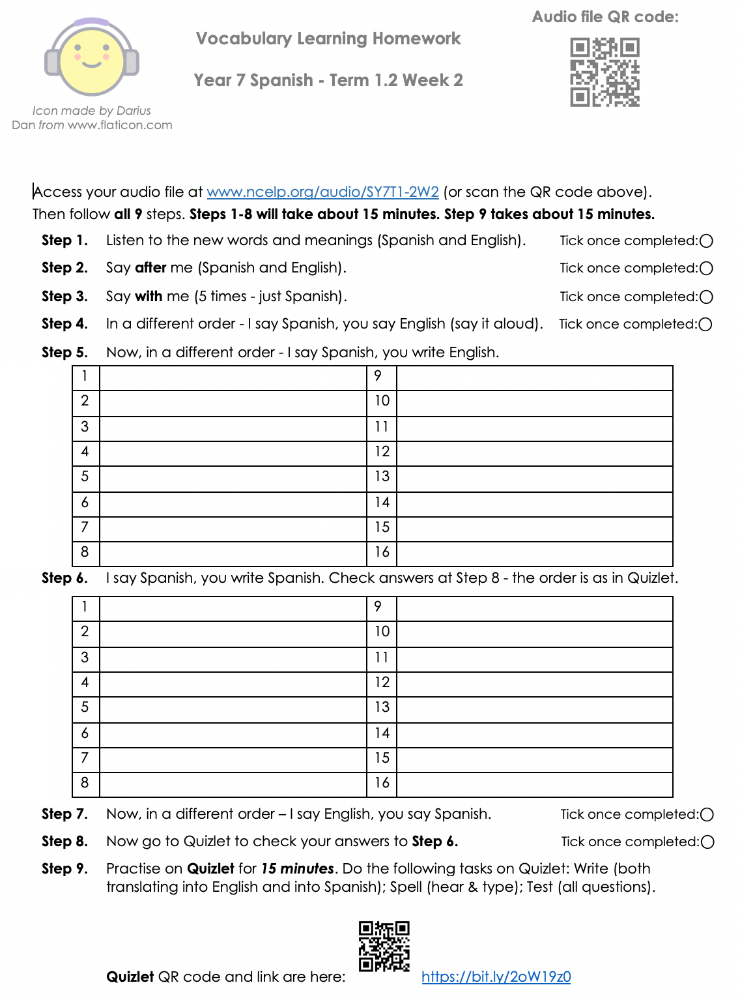 Audio file QR code:
Vocabulary Learning Homework
Year 7 Spanish - Term 1.2 Week 2
Icon made by Darius
Dan from www.flaticon.com
Access your audio file at www.ncelp.org/audio/SY7T1-2W2 (or scan the QR code above).
Then follow all 9 steps. Steps 1-8 will take about 15 minutes. Step 9 takes about 15 minutes.
Step 1. Listen to the new words and meanings (Spanish and English). Tick once completed:
Step 2. Say after me (Spanish and English). Tick once completed:
Step 3. Say with me (5 times - just Spanish). Tick once completed:
Step 4. In a different order - I say Spanish, you say English (say it aloud). Tick once completed:
Step 5. Now, in a different order - I say Spanish, you write English.
1 9
2 10
3 11
4 12
5 13
6 14
7 15
8 16
Step 6. I say Spanish, you write Spanish. Check answers at Step 8 - the order is as in Quizlet.
1 9
2 10
3 11
4 12
5 13
6 14
7 15
8 16
Step 7. Now, in a different order – I say English, you say Spanish. Tick once completed:
Step 8. Now go to Quizlet to check your answers to Step 6. Tick once completed:
Step 9. Practise on Quizlet for 15 minutes. Do the following tasks on Quizlet: Write (both
translating into English and into Spanish); Spell (hear & type); Test (all questions).
Quizlet QR code and link are here: https://bit.ly/2oW19z0